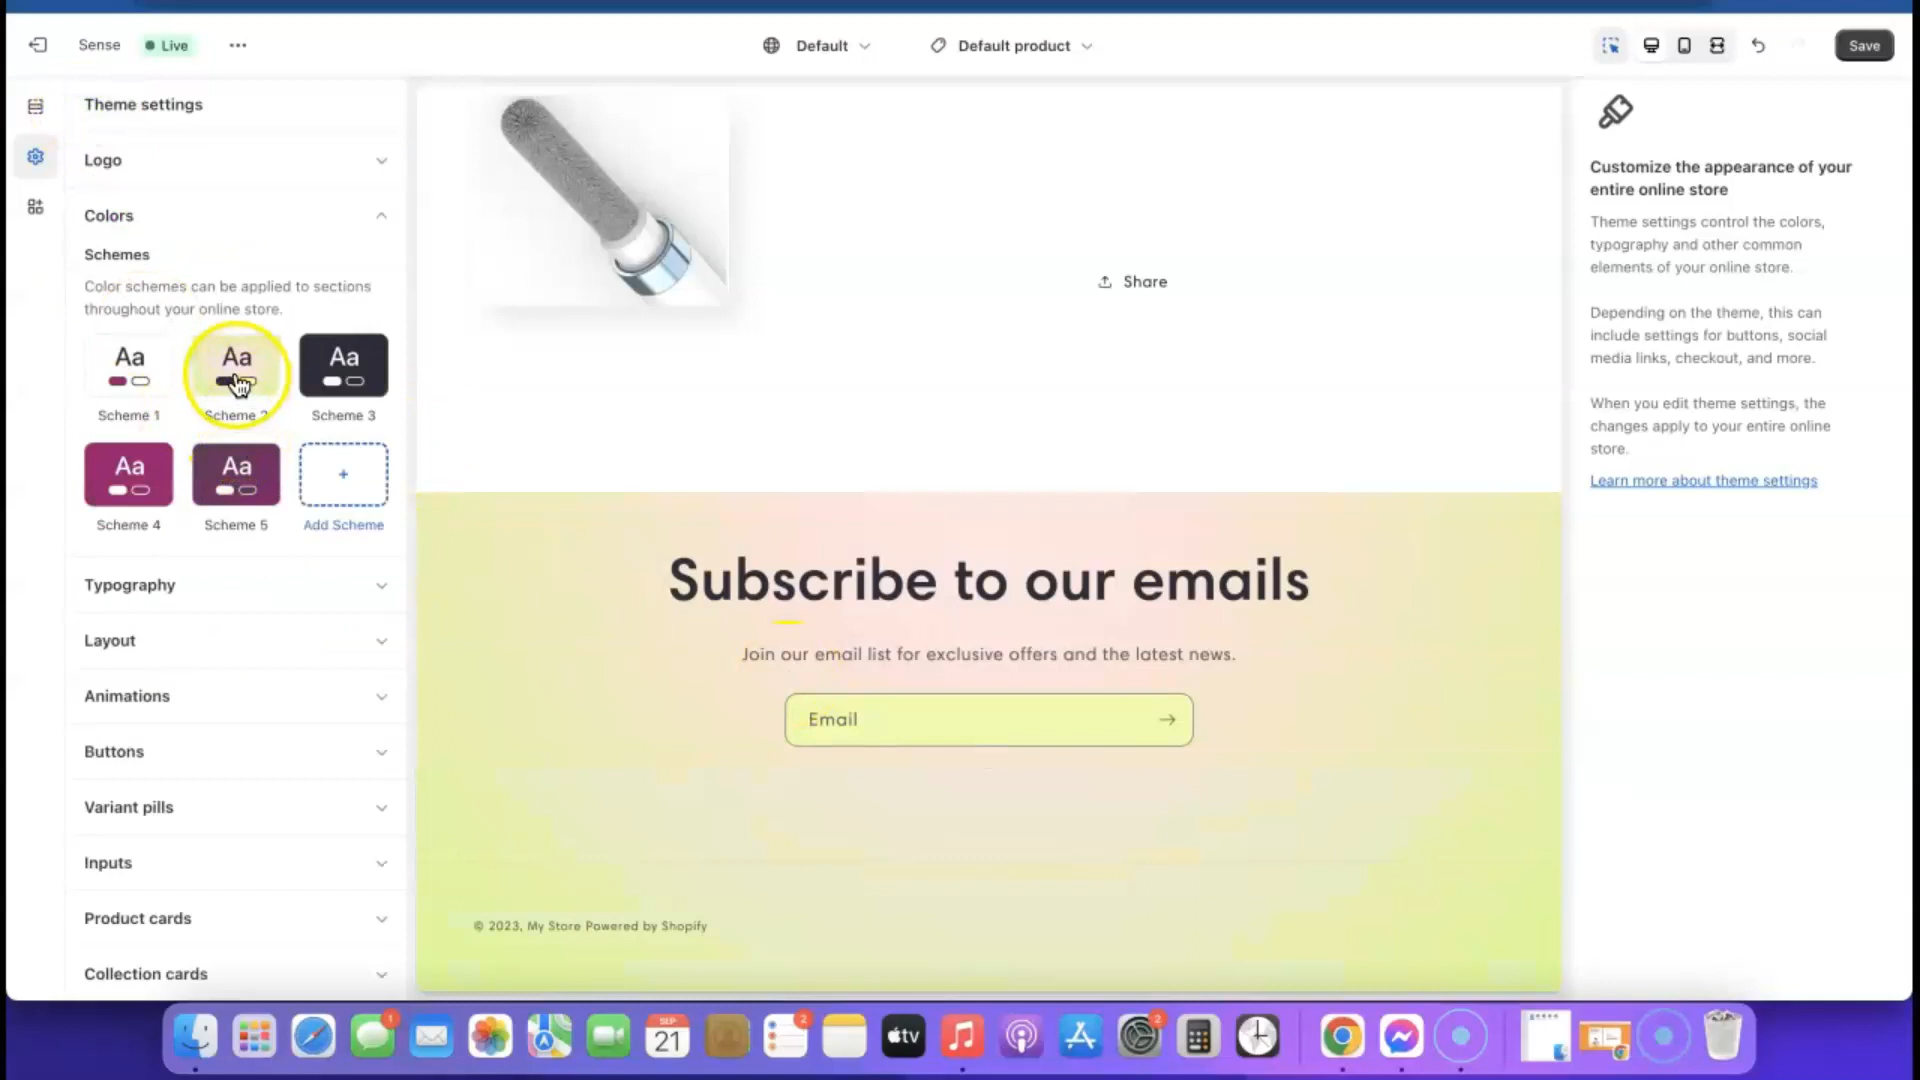 Sense
Live
Default
Default product
Save
Theme settings
Logo
Colors
Schemes
Color schemes can be applied to sections
throughout your online store.
Aa
Aa
Aa
Scheme 1
Scheme 2
Scheme 3
Aa
Aa
+
Scheme 4
Scheme 5
Add Scheme
Typography
Layout
Animations
Buttons
Variant pills
Inputs
Product cards
Collection cards
Share
Subscribe to our emails
Join our email list for exclusive offers and the latest news.
Email
© 2023, My Store Powered by Shopify
Customize the appearance of your
entire online store
Theme settings control the colors,
typography and other common
elements of your online store.
Depending on the theme, this can
include settings for buttons, social
media links, checkout, and more.
When you edit theme settings, the
changes apply to your entire online
store.
Learn more about theme settings
1
SEP
21
2
tv
2